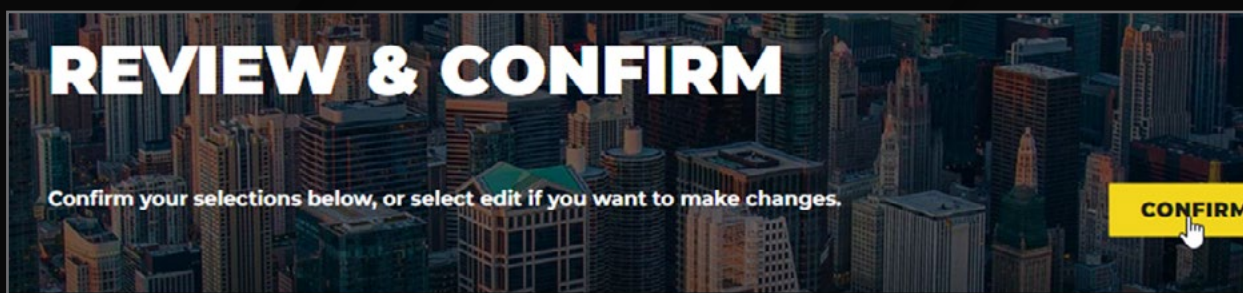 REVIEW & CONFIRM
Confirm your selections below, or select edit if you want to make changes.
CONFIRM